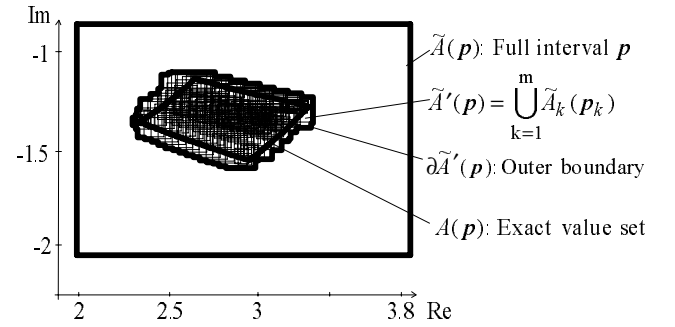 Im
-1
-1.5
-2
2 2.5 3 3.8 Re
Ã(p): Full interval p
Ã′(p) = ⋃ₖ₌₁ᵐ Ãₖ(pₖ)
∂Ã′(p): Outer boundary
A(p): Exact value set